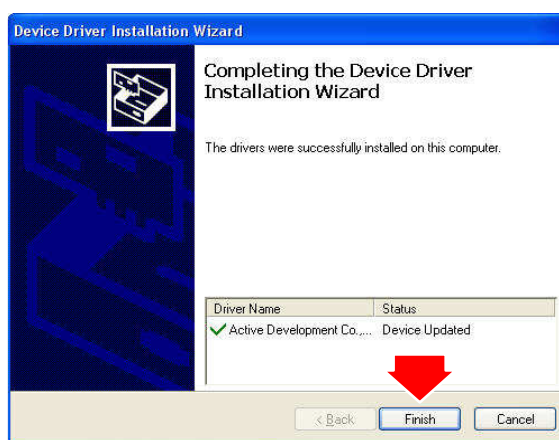 Device Driver Installation Wizard
Completing the Device Driver
Installation Wizard
The drivers were successfully installed on this computer.
Driver Name Status
Active Development Co.,... Device Updated
< Back Finish Cancel